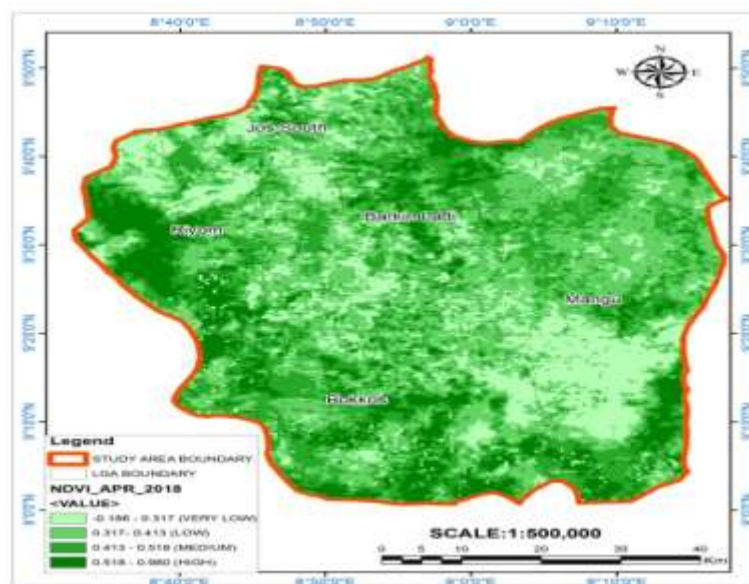 8°40'0"E 8°50'0"E 9°0'0"E 9°10'0"E
N
W E
S
Jos South
Barkin Ladi
Riyom
Mangu
Bokkos
Legend
STUDY AREA BOUNDARY
LGA BOUNDARY
NDVI_APR_2018
<VALUE>
-0.186 - 0.317 (VERY LOW)
0.317- 0.413 (LOW)
0.413 - 0.518 (MEDIUM)
0.518 - 0.980 (HIGH)
SCALE:1:500,000
0 5 10 20 30 40
Km
8°40'0"E 8°50'0"E 9°0'0"E 9°10'0"E